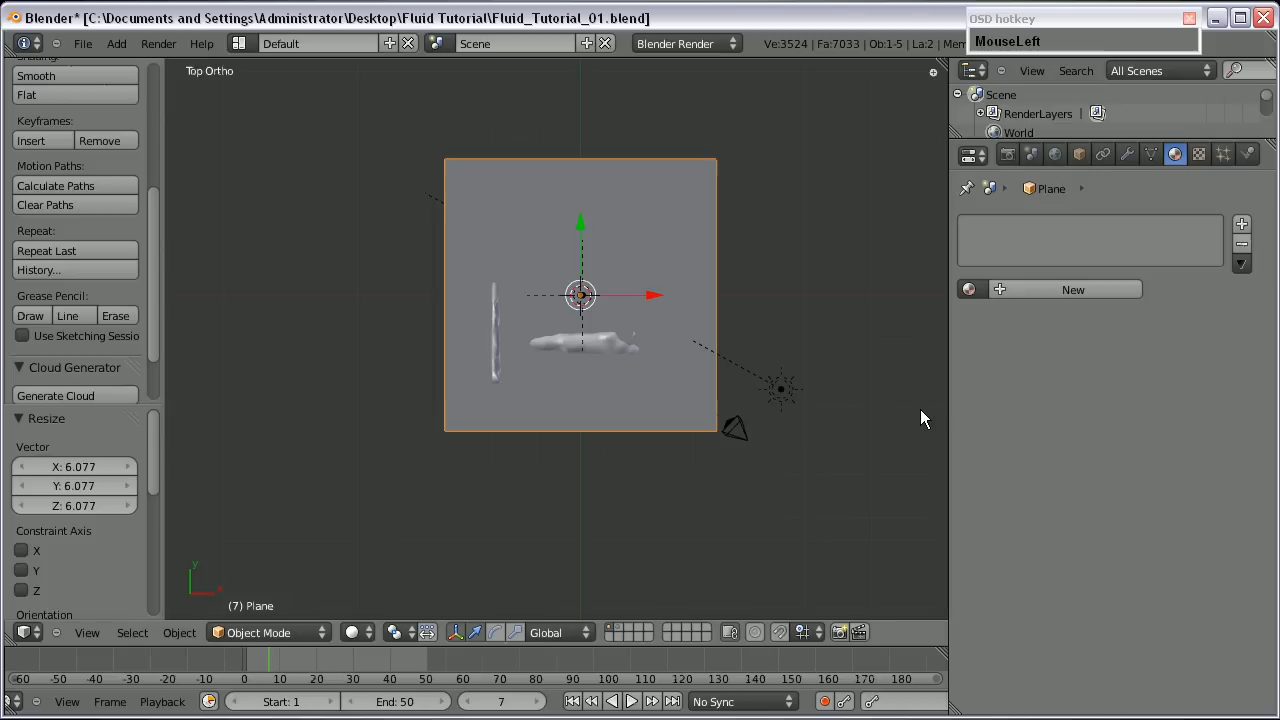 Blender* [C:\Documents and Settings\Administrator\Desktop\Fluid Tutorial\Fluid_Tutorial_01.blend]
OSD hotkey
MouseLeft
File Add Render Help Default Scene Blender Render Ve:3524 | Fa:7033 | Ob:1-5 | La:2 | Mem
View Search All Scenes
Scene
RenderLayers |
World
Smooth
Flat
Keyframes:
Insert Remove
Motion Paths:
Calculate Paths
Clear Paths
Repeat:
Repeat Last
History...
Grease Pencil:
Draw Line Erase
Use Sketching Sessio
Cloud Generator
Generate Cloud
Resize
Vector
X: 6.077
Y: 6.077
Z: 6.077
Constraint Axis
X
Y
Z
Orientation
Top Ortho
y
x
(7) Plane
Plane
New
View Select Object Object Mode Global
-60 -50 -40 -30 -20 -10 0 10 20 30 40 50 60 70 80 90 100 110 120 130 140 150 160 170 180
View Frame Playback Start: 1 End: 50 7 No Sync